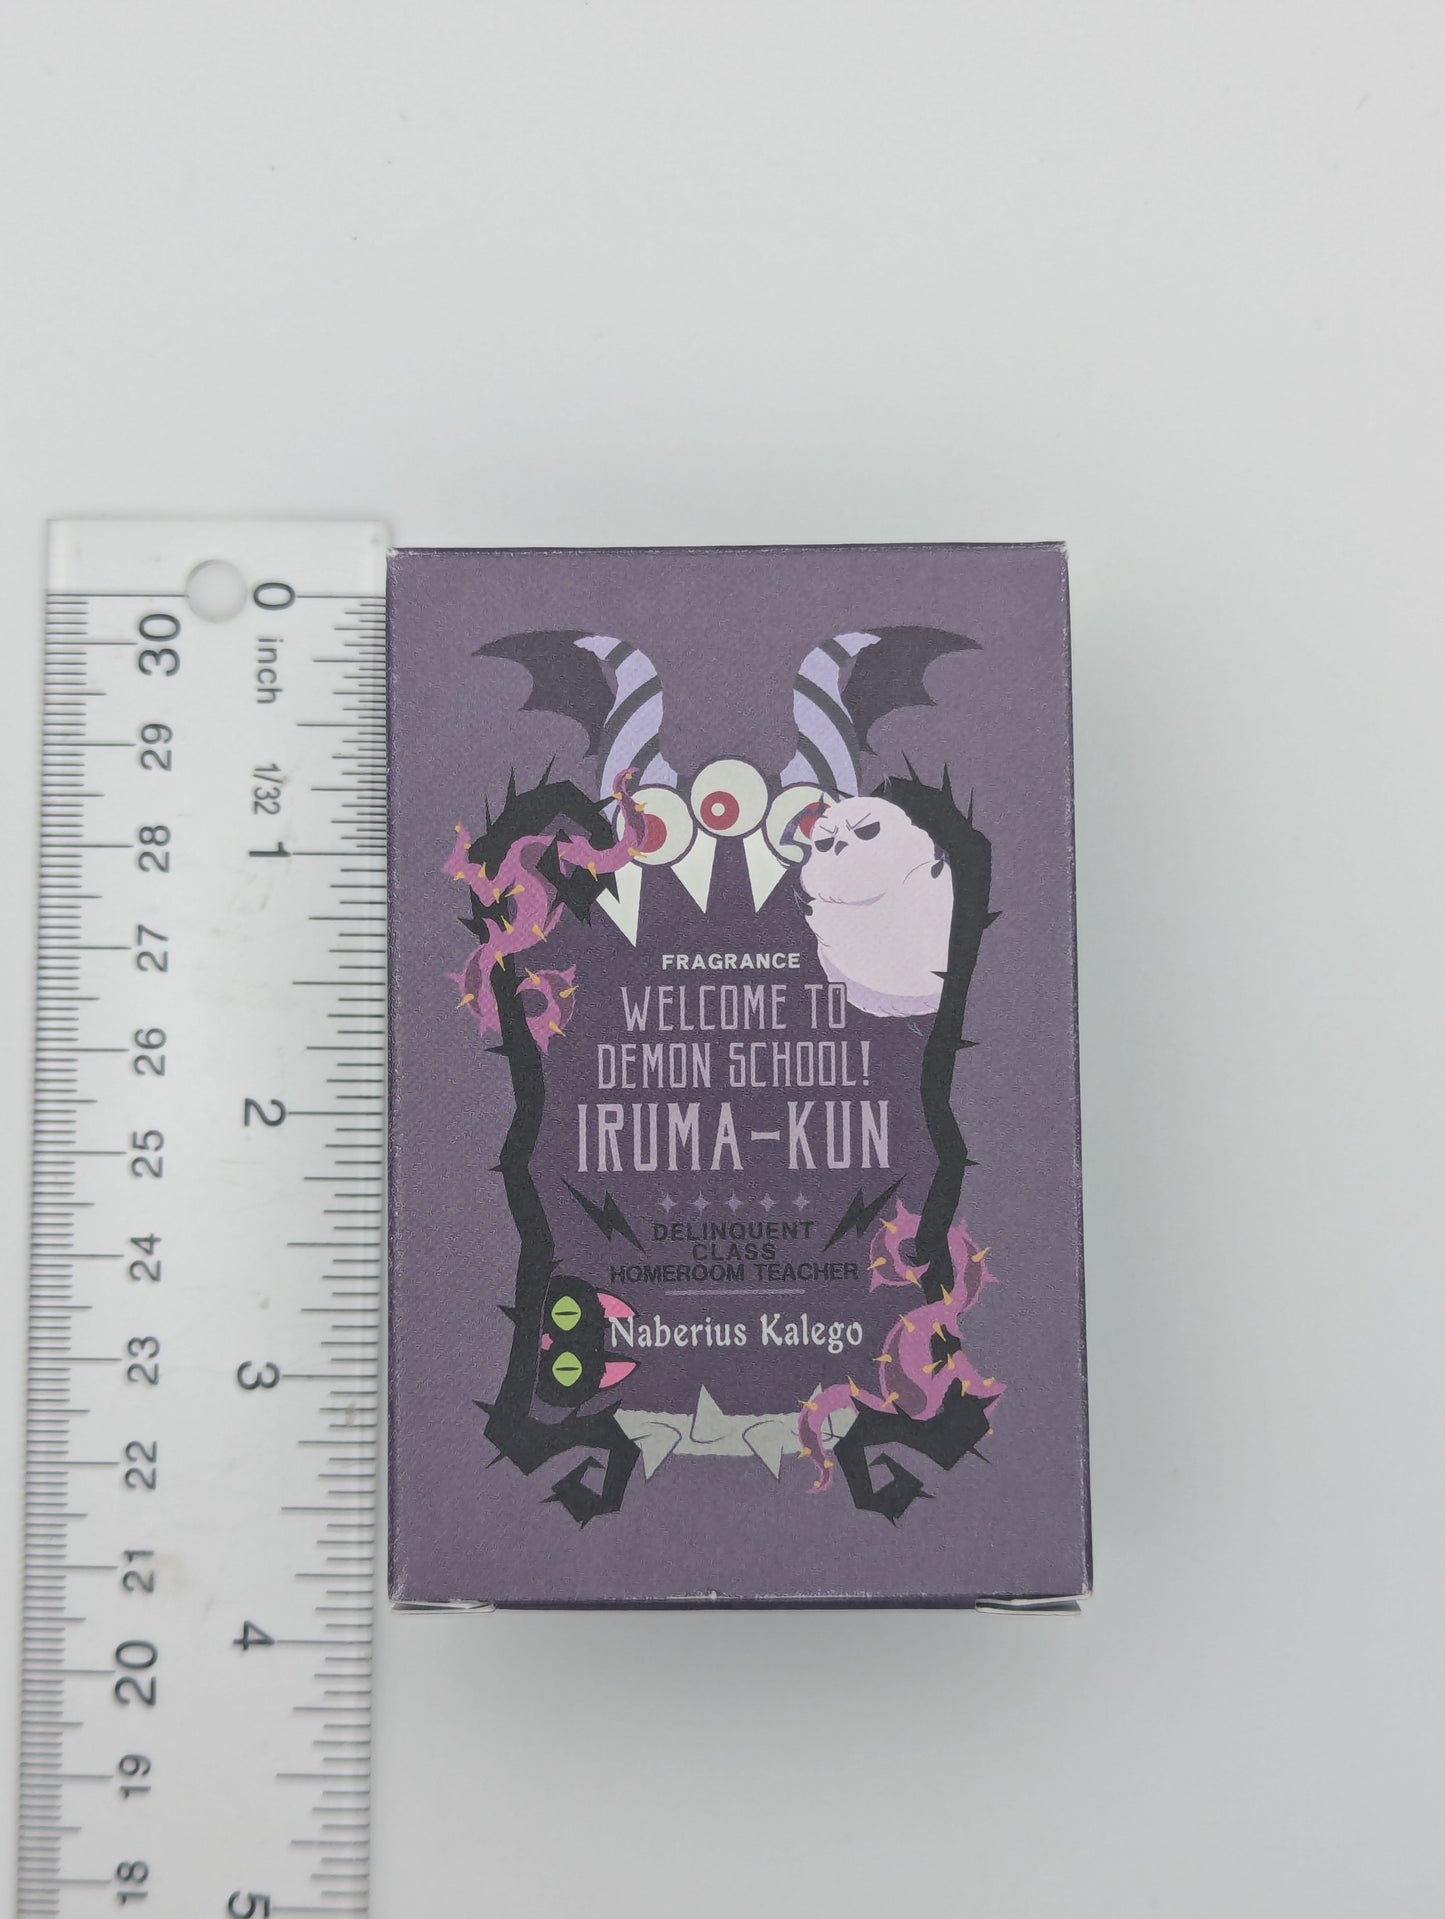 0
inch
1/32
1
2
3
4
5
30
29
28
27
26
25
24
23
22
21
20
19
18
FRAGRANCE
WELCOME TO
DEMON SCHOOL!
IRUMA-KUN
DELINQUENT
CLASS
HOMEROOM TEACHER
Naberius Kalego